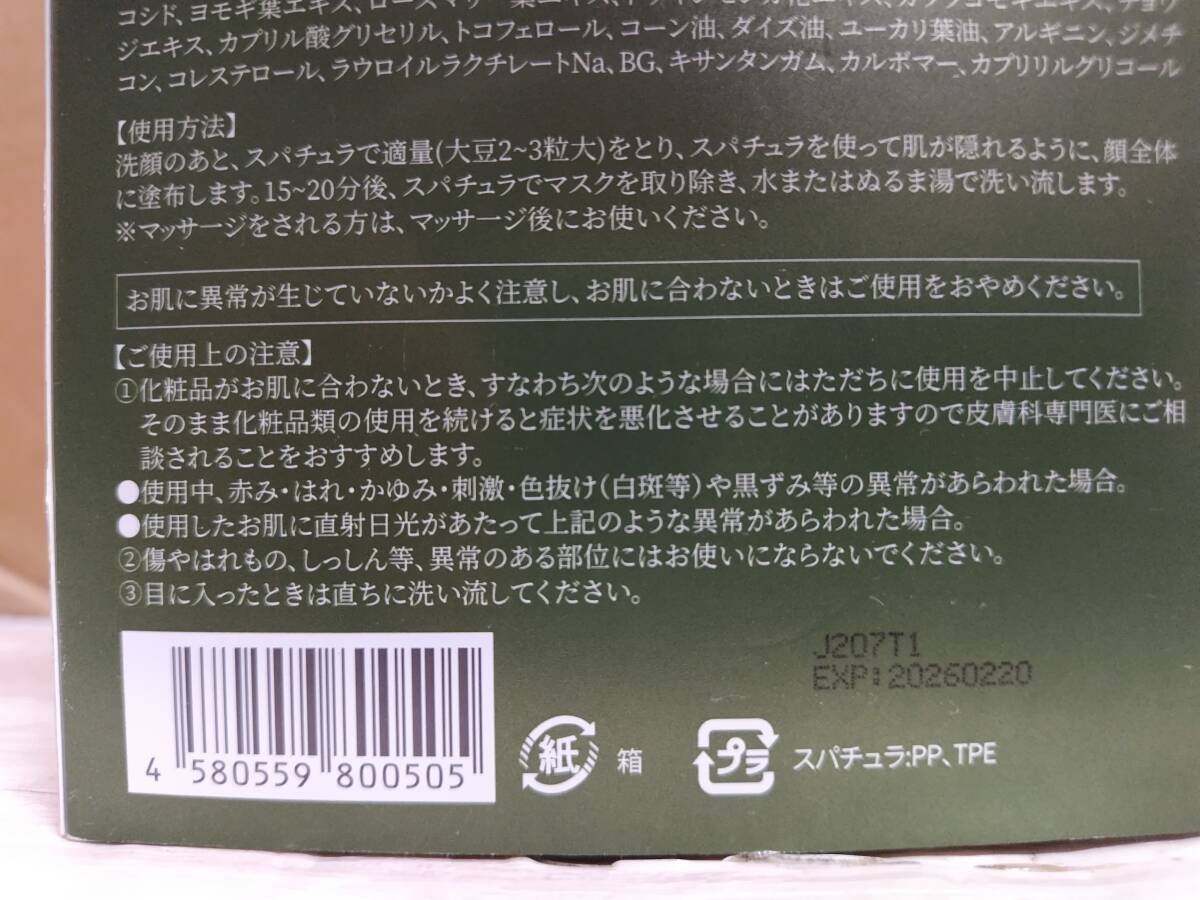 コシド、ヨモギ葉エキス、ローズマリー葉エキス、
ジエキス、カプリル酸グリセリル、トコフェロール、コーン油、ダイズ油、ユーカリ葉油、アルギニン、ジメチ
コン、コレステロール、ラウロイルラクチレートNa、BG、キサンタンガム、カルボマー、カプリリルグリコール
【使用方法】
洗顔のあと、スパチュラで適量(大豆2~3粒大)をとり、スパチュラを使って肌が隠れるように、顔全体
に塗布します。15~20分後、スパチュラでマスクを取り除き、水またはぬるま湯で洗い流します。
※マッサージをされる方は、マッサージ後にお使いください。
お肌に異常が生じていないかよく注意し、お肌に合わないときはご使用をおやめください。
【ご使用上の注意】
①化粧品がお肌に合わないとき、すなわち次のような場合にはただちに使用を中止してください。
そのまま化粧品類の使用を続けると症状を悪化させることがありますので皮膚科専門医にご相
談されることをおすすめします。
●使用中、赤み・はれ・かゆみ・刺激・色抜け(白斑等)や黒ずみ等の異常があらわれた場合。
●使用したお肌に直射日光があたって上記のような異常があらわれた場合。
②傷やはれもの、しっしん等、異常のある部位にはお使いにならないでください。
③目に入ったときは直ちに洗い流してください。
J207T1
EXP:20260220
4 580559 800505
紙 箱
プラ スパチュラ:PP、TPE